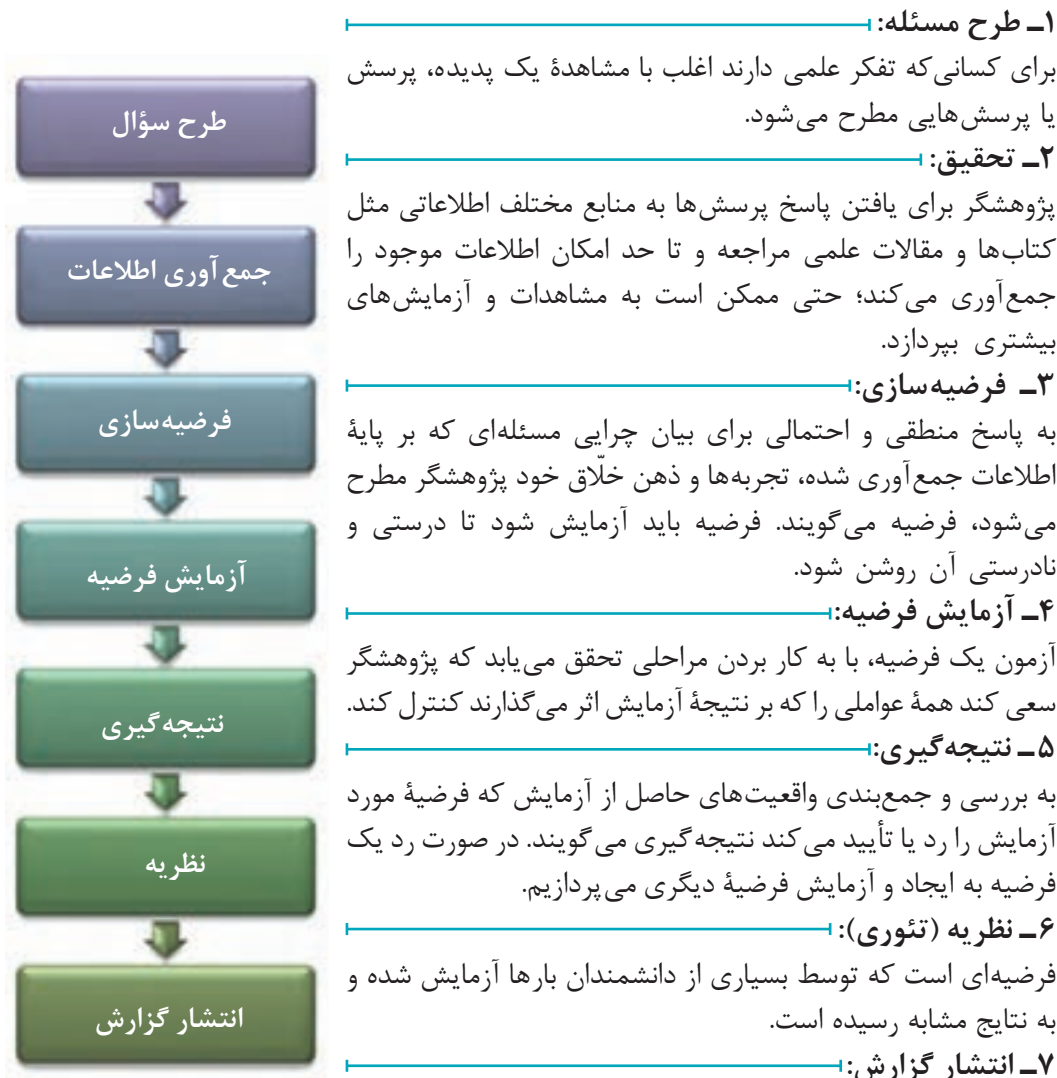 ۱ــ طرح مسئله:
برای کسانی‌که تفکر علمی دارند اغلب با مشاهدهٔ یک پدیده، پرسش
یا پرسش‌هایی مطرح می‌شود.
۲ــ تحقیق:
پژوهشگر برای یافتن پاسخ پرسش‌ها به منابع مختلف اطلاعاتی مثل
کتاب‌ها و مقالات علمی مراجعه و تا حد امکان اطلاعات موجود را
جمع‌آوری می‌کند؛ حتی ممکن است به مشاهدات و آزمایش‌های
بیشتری بپردازد.
۳ــ فرضیه‌سازی:
به پاسخ منطقی و احتمالی برای بیان چرایی مسئله‌ای که بر پایهٔ
اطلاعات جمع‌آوری شده، تجربه‌ها و ذهن خلّاق خود پژوهشگر مطرح
می‌شود، فرضیه می‌گویند. فرضیه باید آزمایش شود تا درستی و
نادرستی آن روشن شود.
۴ــ آزمایش فرضیه:
آزمون یک فرضیه، با به کار بردن مراحلی تحقق می‌یابد که پژوهشگر
سعی کند همهٔ عواملی را که بر نتیجهٔ آزمایش اثر می‌گذارند کنترل کند.
۵ــ نتیجه‌گیری:
به بررسی و جمع‌بندی واقعیت‌های حاصل از آزمایش که فرضیهٔ مورد
آزمایش را رد یا تأیید می‌کند نتیجه‌گیری می‌گویند. در صورت رد یک
فرضیه به ایجاد و آزمایش فرضیهٔ دیگری می‌پردازیم.
۶ــ نظریه (تئوری):
فرضیه‌ای است که توسط بسیاری از دانشمندان بارها آزمایش شده و
به نتایج مشابه رسیده است.
۷ــ انتشار گزارش:
طرح سؤال
جمع‌آوری اطلاعات
فرضیه‌سازی
آزمایش فرضیه
نتیجه‌گیری
نظریه
انتشار گزارش